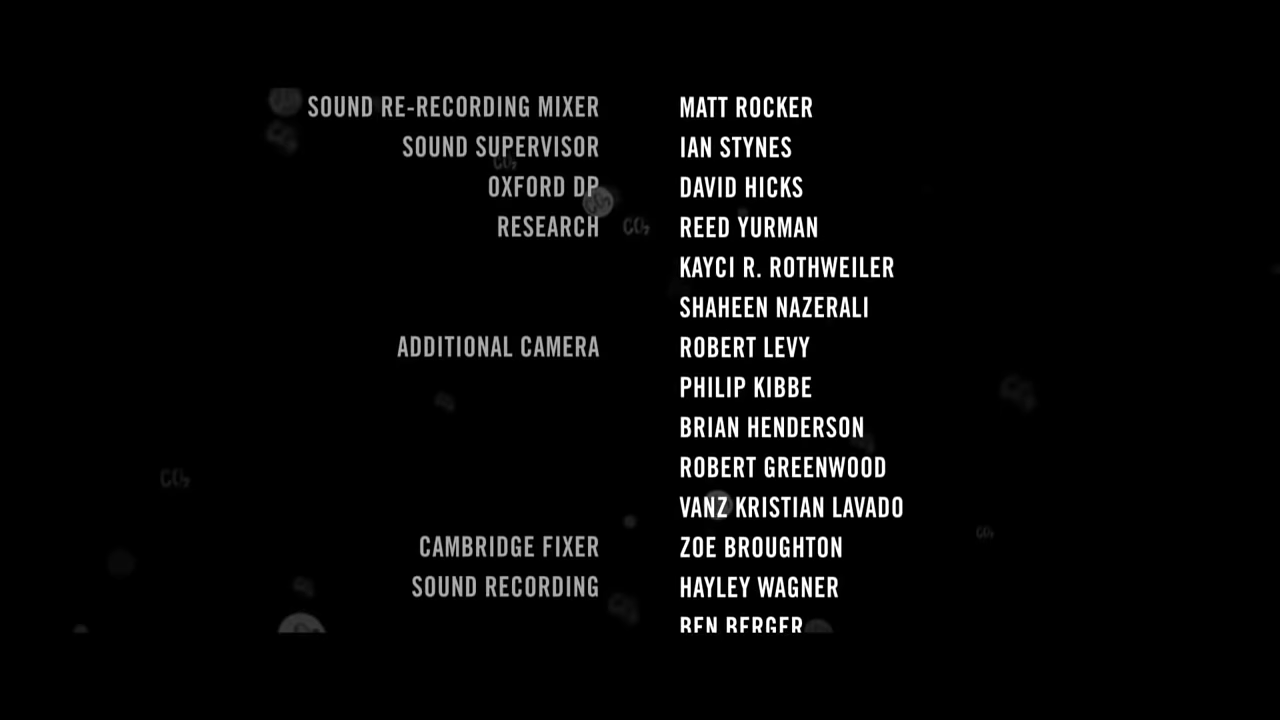 SOUND RE-RECORDING MIXER MATT ROCKER
SOUND SUPERVISOR IAN STYNES
OXFORD DP DAVID HICKS
RESEARCH REED YURMAN
KAYCI R. ROTHWEILER
SHAHEEN NAZERALI
ADDITIONAL CAMERA ROBERT LEVY
PHILIP KIBBE
BRIAN HENDERSON
ROBERT GREENWOOD
VANZ KRISTIAN LAVADO
CAMBRIDGE FIXER ZOE BROUGHTON
SOUND RECORDING HAYLEY WAGNER
BEN BERGER